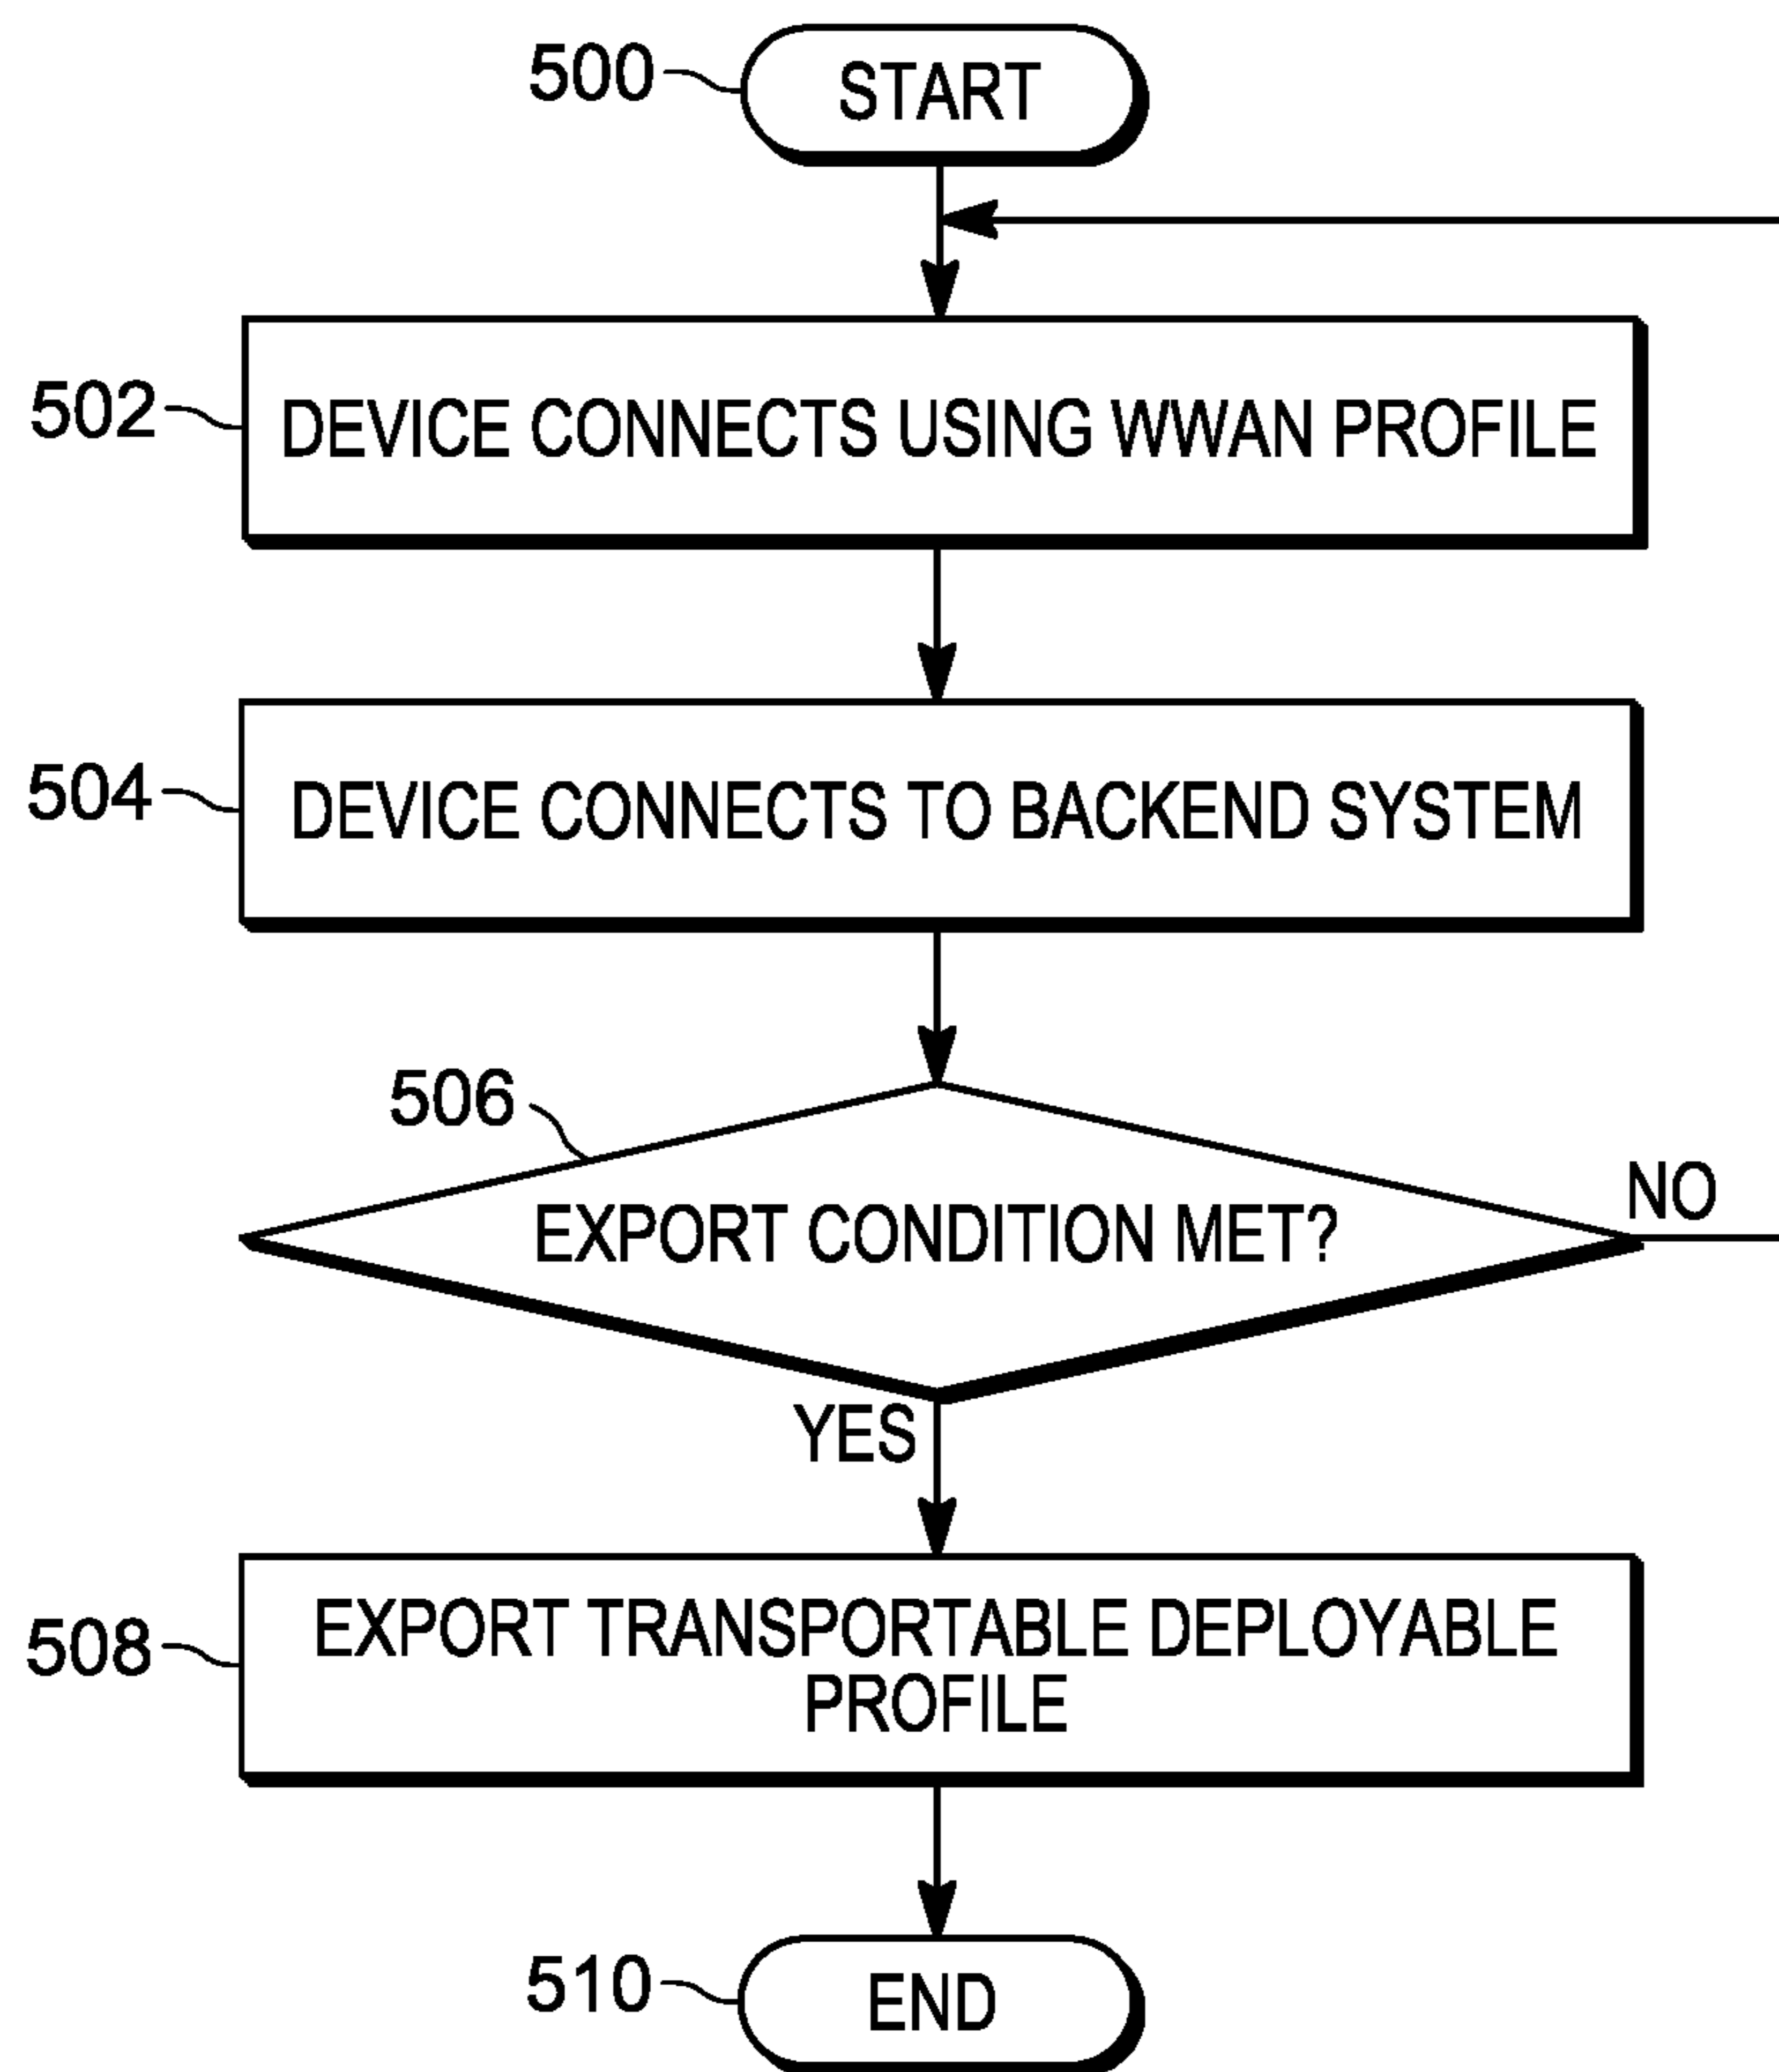 500
START
502
DEVICE CONNECTS USING WWAN PROFILE
504
DEVICE CONNECTS TO BACKEND SYSTEM
506
EXPORT CONDITION MET?
NO
YES
508
EXPORT TRANSPORTABLE DEPLOYABLE
PROFILE
510
END